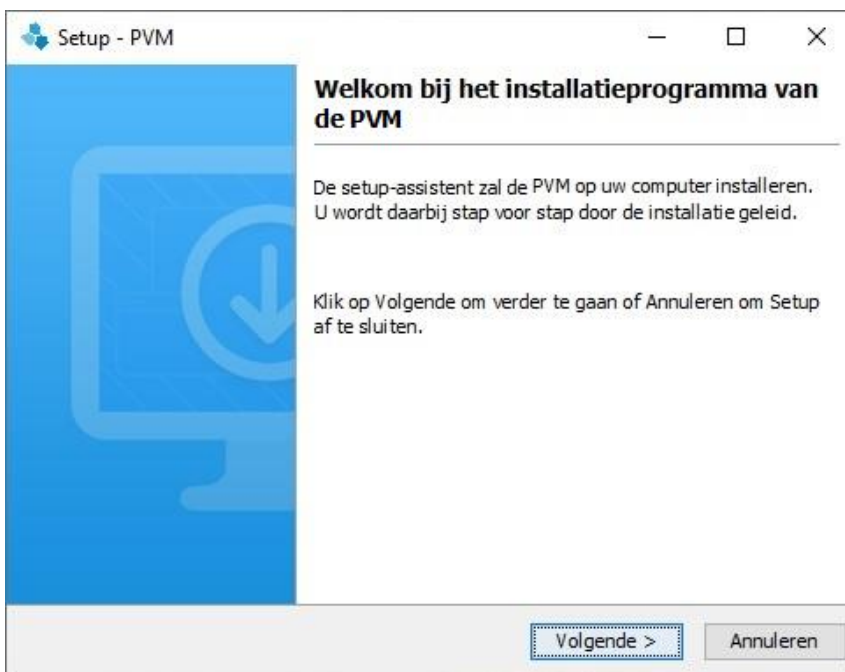 Setup - PVM
Welkom bij het installatieprogramma van
de PVM
De setup-assistent zal de PVM op uw computer installeren.
U wordt daarbij stap voor stap door de installatie geleid.
Klik op Volgende om verder te gaan of Annuleren om Setup
af te sluiten.
Volgende >
Annuleren